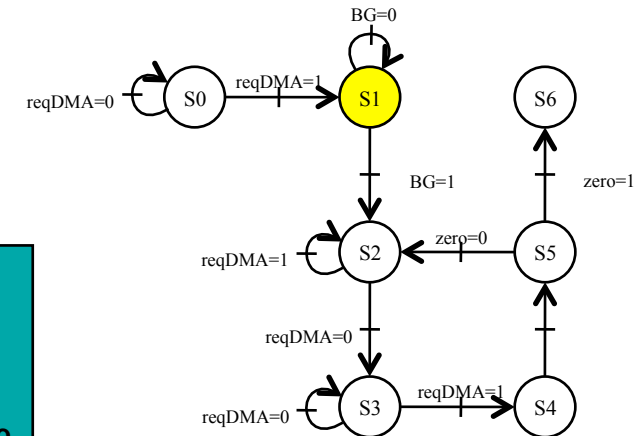 BG=0
reqDMA=0
S0
reqDMA=1
S1
S6
BG=1
zero=1
reqDMA=1
S2
zero=0
S5
reqDMA=0
reqDMA=0
S3
reqDMA=1
S4